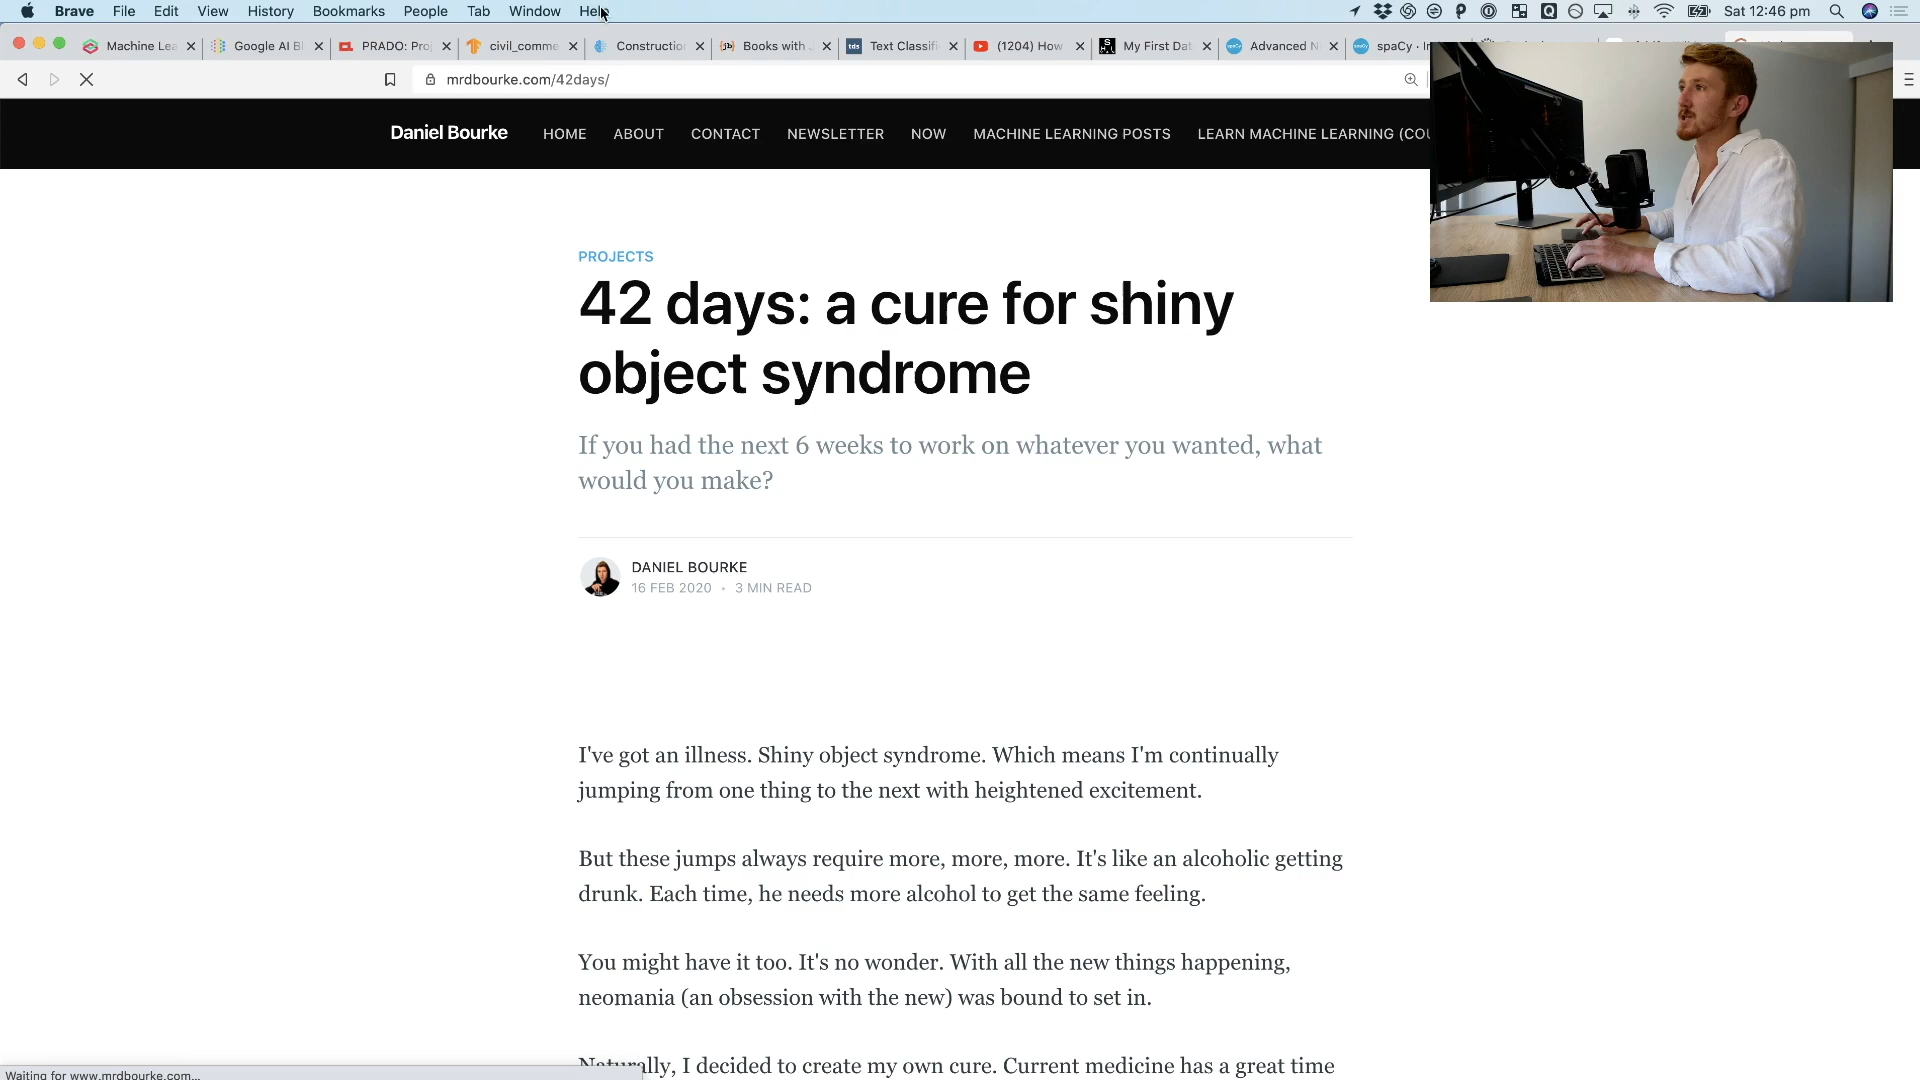 Brave File Edit View History Bookmarks People Tab Window Help Sat 12:46 pm
Machine Lea Google AI Bl PRADO: Pro civil_comme Construction Books with Text Classifi (1204) How My First Dat Advanced N spaCy · In
mrdbourke.com/42days/
Daniel Bourke HOME ABOUT CONTACT NEWSLETTER NOW MACHINE LEARNING POSTS LEARN MACHINE LEARNING (COU
PROJECTS
42 days: a cure for shiny
object syndrome
If you had the next 6 weeks to work on whatever you wanted, what
would you make?
DANIEL BOURKE
16 FEB 2020 • 3 MIN READ
I've got an illness. Shiny object syndrome. Which means I'm continually
jumping from one thing to the next with heightened excitement.
But these jumps always require more, more, more. It's like an alcoholic getting
drunk. Each time, he needs more alcohol to get the same feeling.
You might have it too. It's no wonder. With all the new things happening,
neomania (an obsession with the new) was bound to set in.
Naturally, I decided to create my own cure. Current medicine has a great time
Waiting for www.mrdbourke.com...